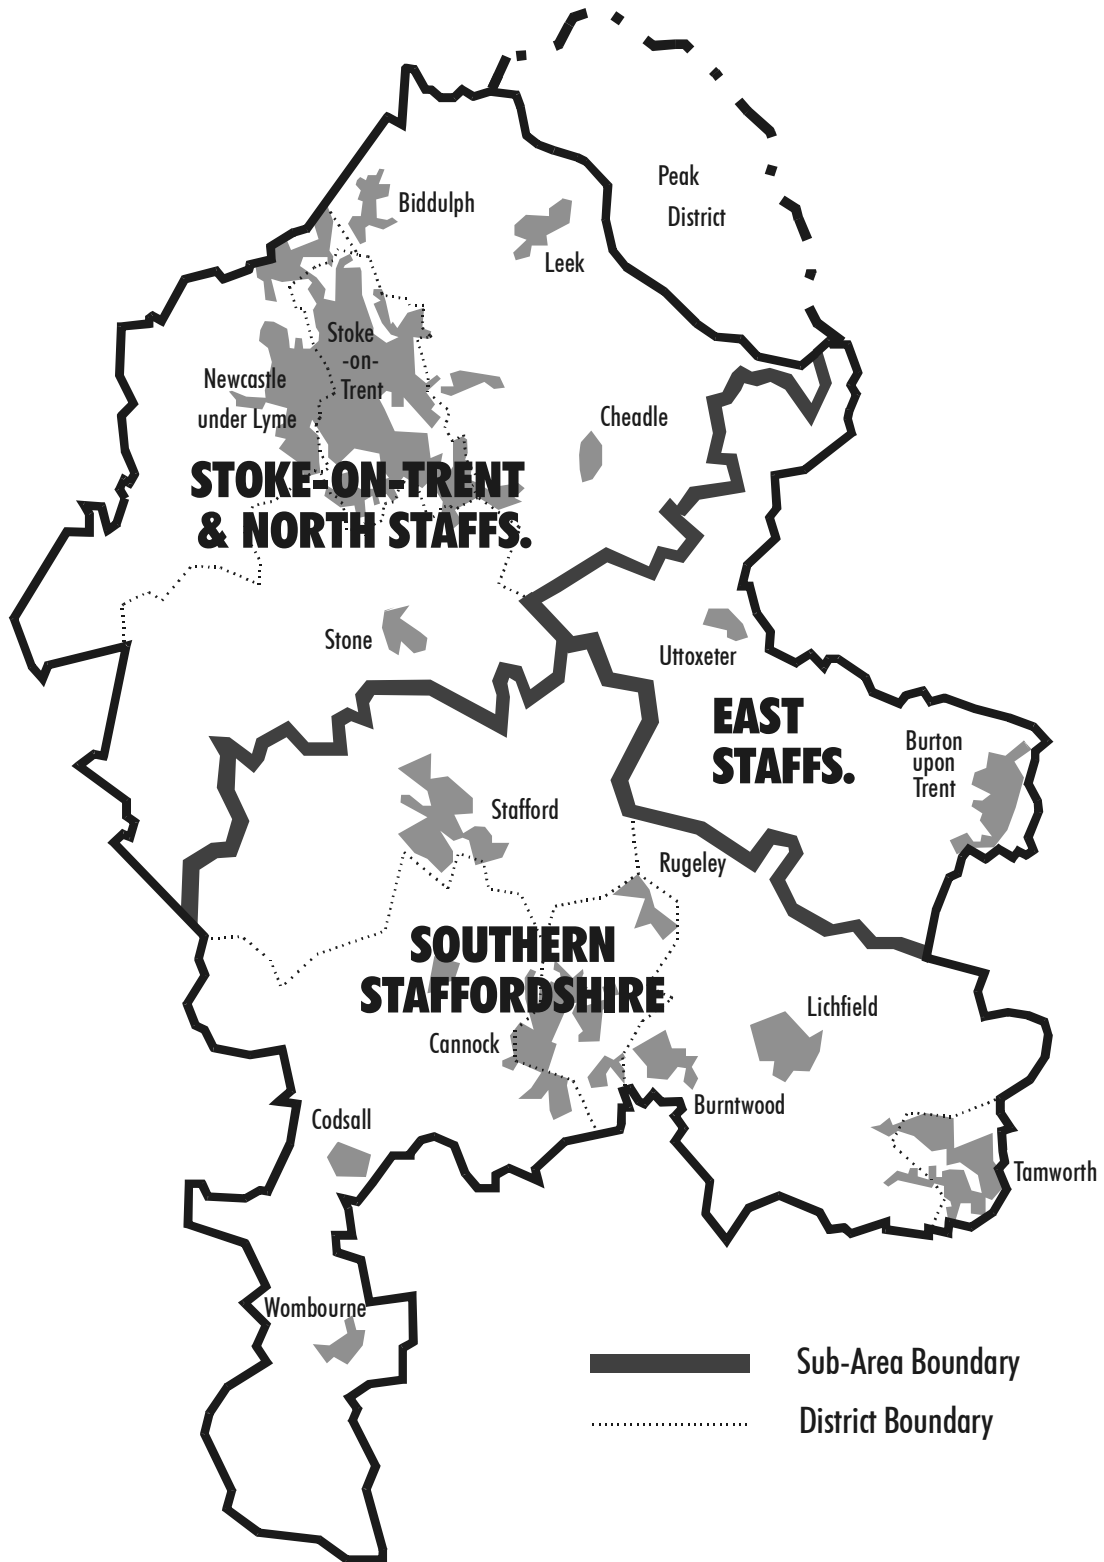 Peak
District
Biddulph
Leek
Stoke
-on-
Trent
Newcastle
under Lyme
Cheadle
STOKE-ON-TRENT
& NORTH STAFFS.
Stone
Uttoxeter
EAST
STAFFS.
Burton
upon
Trent
Stafford
Rugeley
SOUTHERN
STAFFORDSHIRE
Lichfield
Cannock
Burntwood
Codsall
Tamworth
Wombourne
Sub-Area Boundary
District Boundary